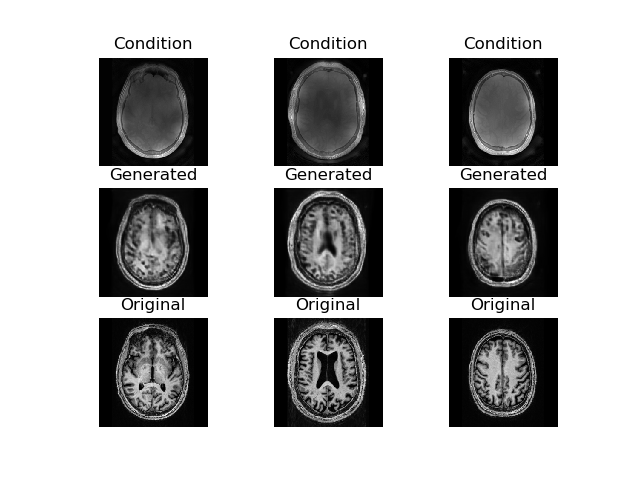 Condition Condition Condition
Generated Generated Generated
Original Original Original